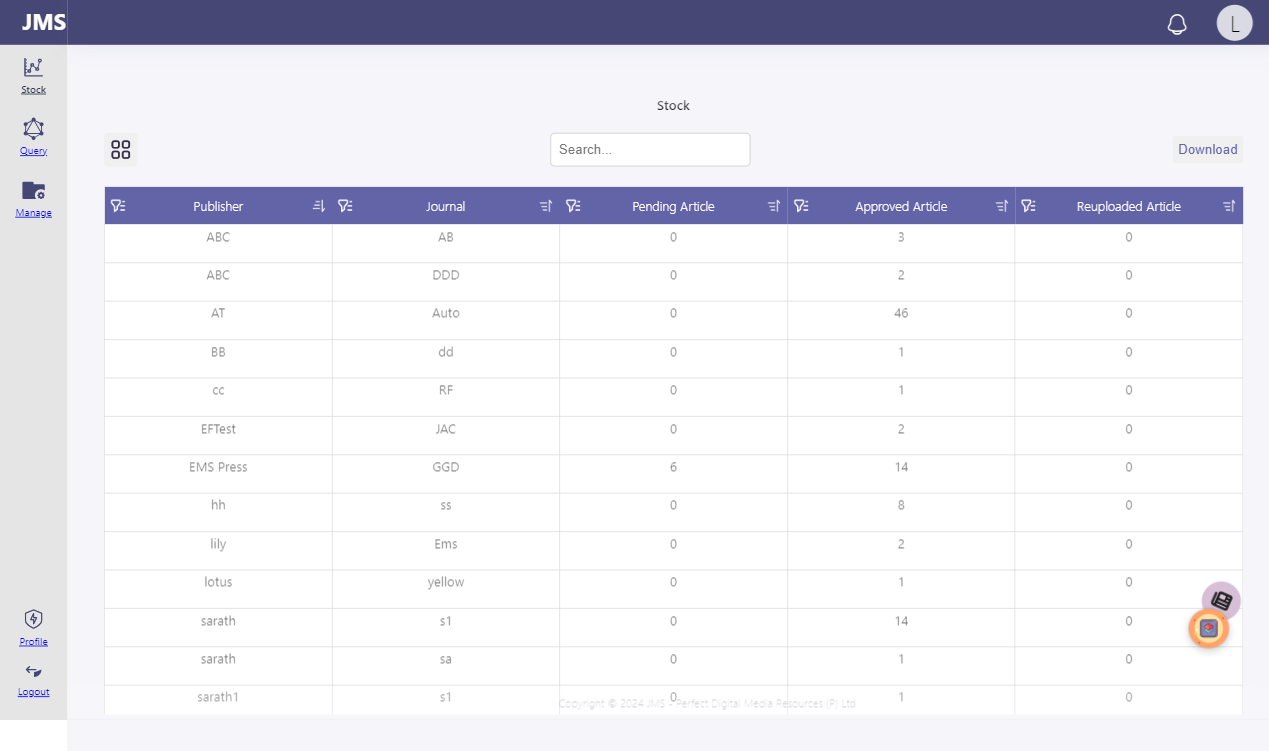 JMS
L
Stock
Query
Manage
Profile
Logout
Stock
Search...
Download
Publisher Journal Pending Article Approved Article Reuploaded Article
ABC AB 0 3 0
ABC DDD 0 2 0
AT Auto 0 46 0
BB dd 0 1 0
cc RF 0 1 0
EFTest JAC 0 2 0
EMS Press GGD 6 14 0
hh ss 0 8 0
lily Ems 0 2 0
lotus yellow 0 1 0
sarath s1 0 14 0
sarath sa 0 1 0
sarath1 s1 0 1 0
Copyright © 2024 JMS - Perfect Digital Media Resources (P) Ltd